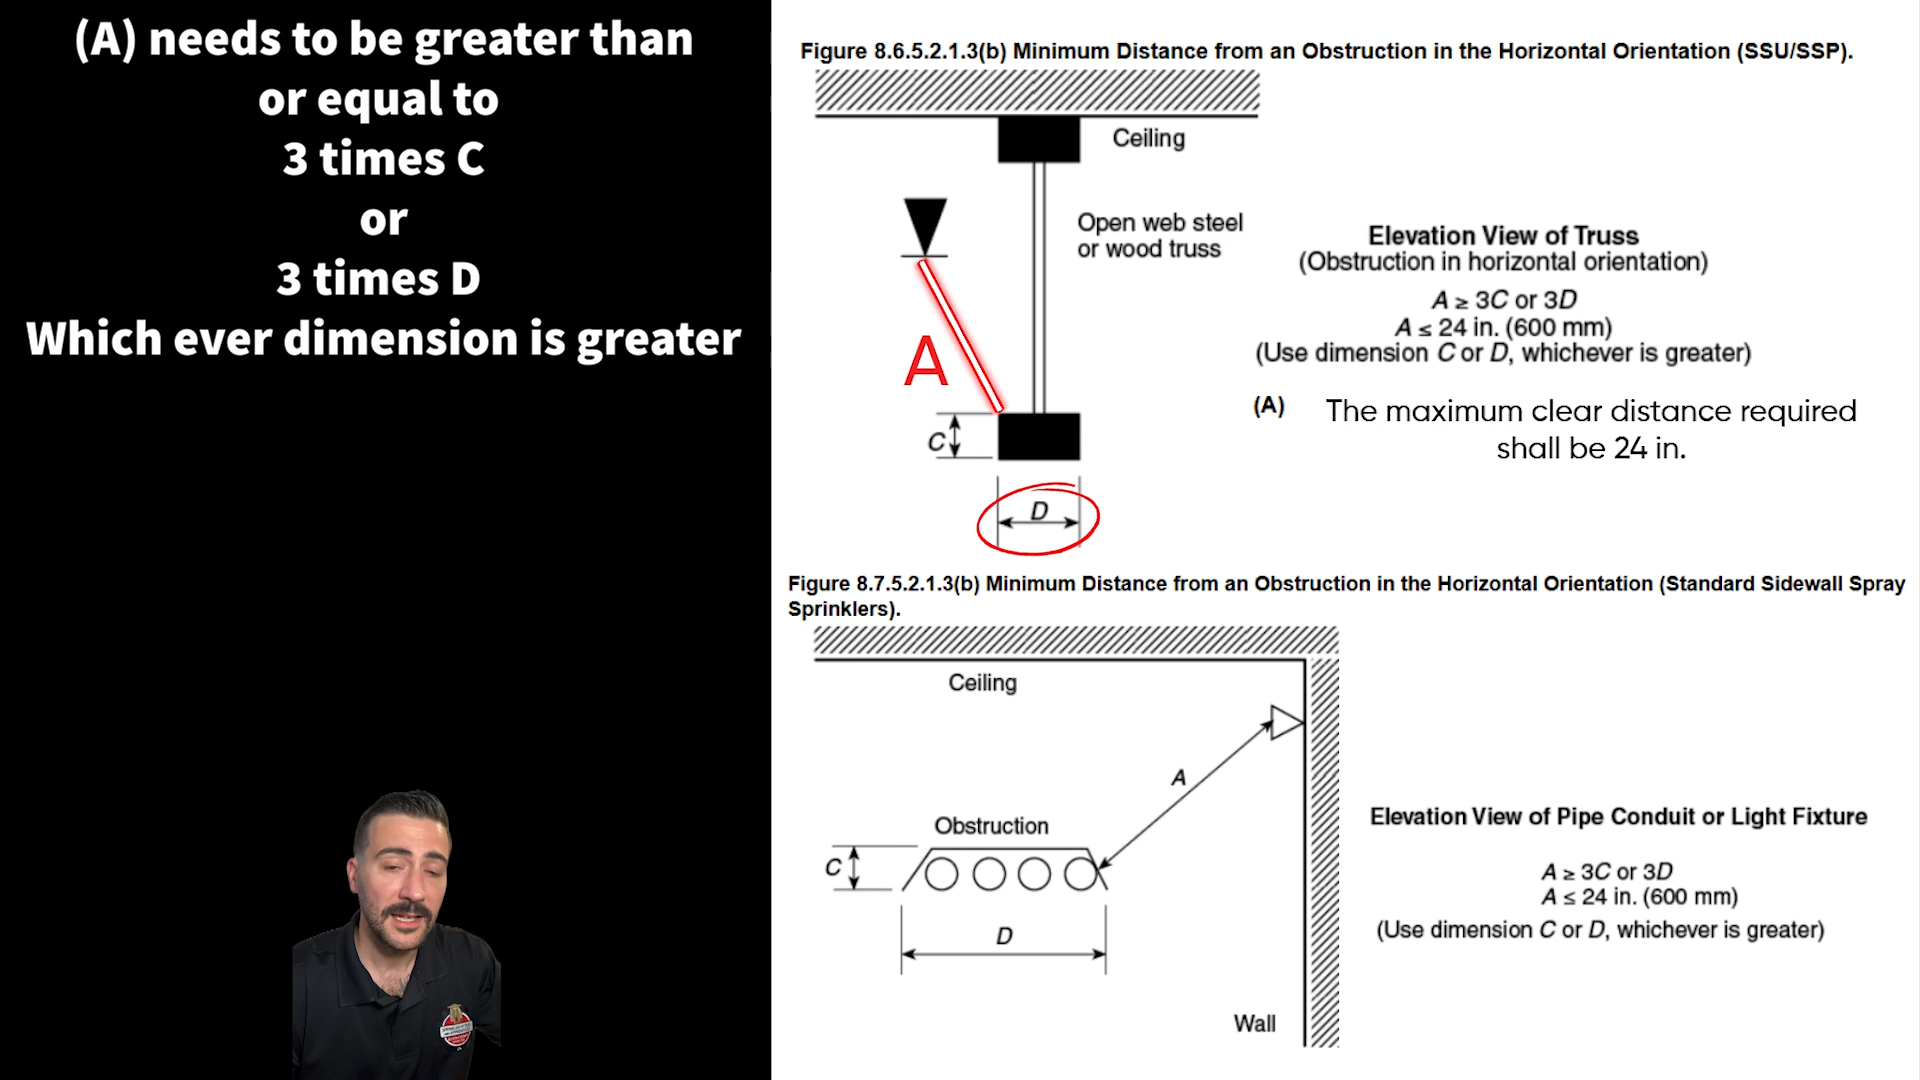 (A) needs to be greater than
or equal to
3 times C
or
3 times D
Which ever dimension is greater
Figure 8.6.5.2.1.3(b) Minimum Distance from an Obstruction in the Horizontal Orientation (SSU/SSP).
Ceiling
Open web steel
or wood truss
A
C
D
Elevation View of Truss
(Obstruction in horizontal orientation)
A ≥ 3C or 3D
A ≤ 24 in. (600 mm)
(Use dimension C or D, whichever is greater)
(A) The maximum clear distance required
shall be 24 in.
Figure 8.7.5.2.1.3(b) Minimum Distance from an Obstruction in the Horizontal Orientation (Standard Sidewall Spray
Sprinklers).
Ceiling
A
Obstruction
C
D
Wall
Elevation View of Pipe Conduit or Light Fixture
A ≥ 3C or 3D
A ≤ 24 in. (600 mm)
(Use dimension C or D, whichever is greater)